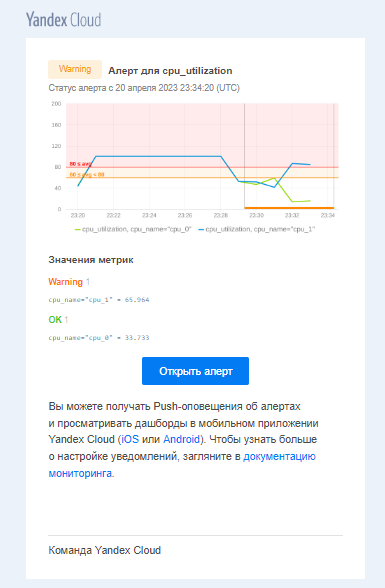 Yandex Cloud
Warning Алерт для cpu_utilization
Статус алерта с 20 апреля 2023 23:34:20 (UTC)
200
160
120
80 ≤ avg
80
60 ≤ avg < 80
40
0
23:20 23:22 23:24 23:26 23:28 23:30 23:32 23:34
cpu_utilization, cpu_name="cpu_0" cpu_utilization, cpu_name="cpu_1"
Значения метрик
Warning 1
cpu_name="cpu_1" = 65.964
OK 1
cpu_name="cpu_0" = 33.733
Открыть алерт
Вы можете получать Push-оповещения об алертах
и просматривать дашборды в мобильном приложении
Yandex Cloud (iOS или Android). Чтобы узнать больше
о настройке уведомлений, загляните в документацию
мониторинга.
Команда Yandex Cloud